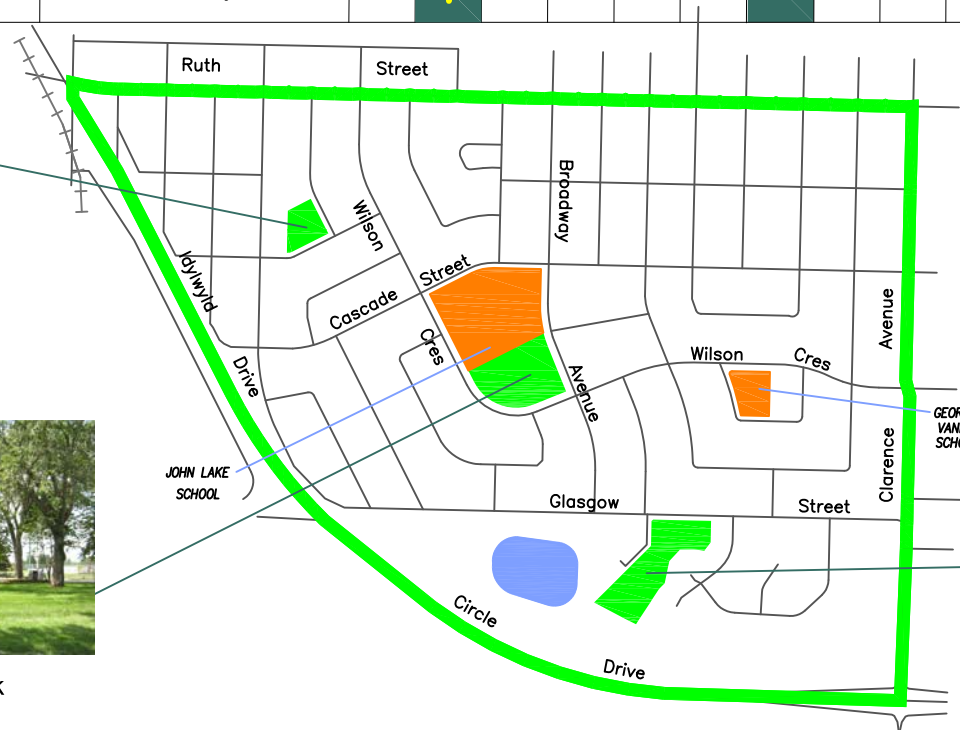 Ruth Street
Wilson
Broadway
Idylwyld
Street
Cascade
Avenue
Cres
Wilson Cres
Drive
Avenue
JOHN LAKE
SCHOOL
Clarence
Glasgow Street
Circle
Drive